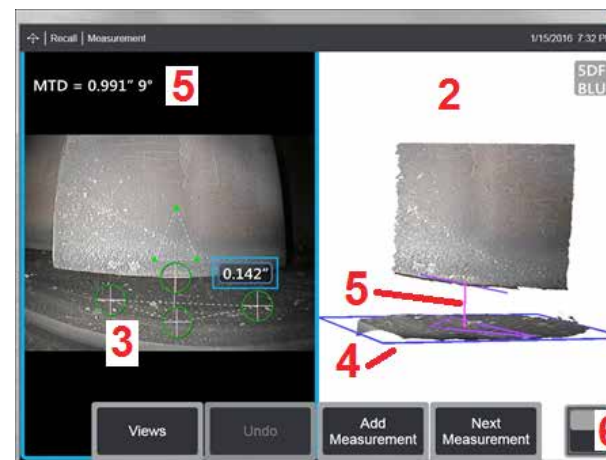 Recall | Measurement
1/15/2016 7:32 P
MTD = 0.991" 9°
5
2
SDF
BLU
0.142"
5
3
4
Views
Undo
Add
Measurement
Next
Measurement
6